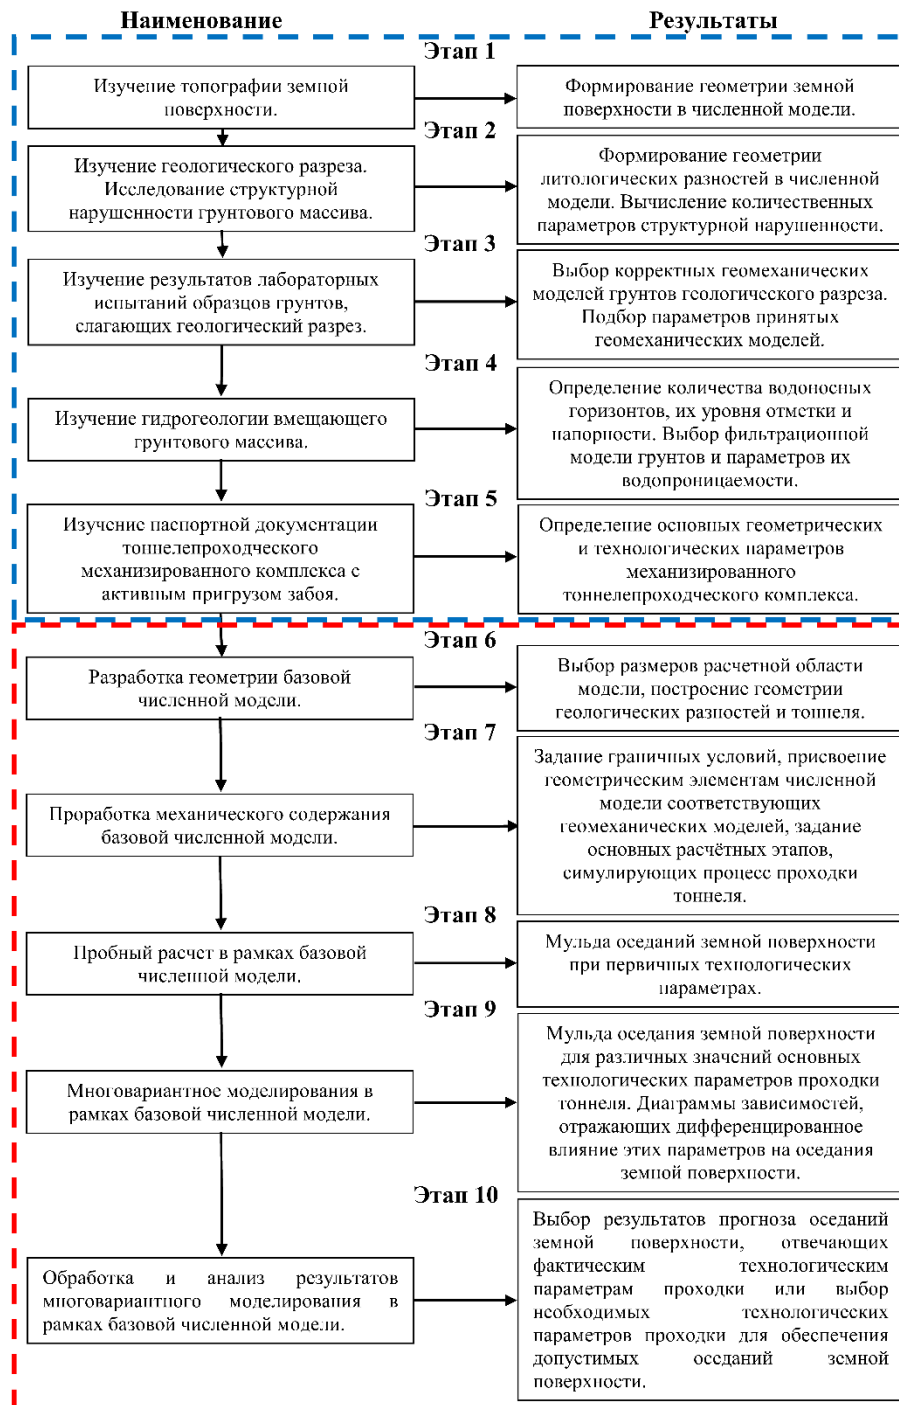 Наименование
Результаты
Этап 1
Изучение топографии земной
поверхности.
Формирование геометрии земной
поверхности в численной модели.
Этап 2
Изучение геологического разреза.
Исследование структурной
нарушенности грунтового массива.
Формирование геометрии
литологических разностей в численной
модели. Вычисление количественных
параметров структурной нарушенности.
Этап 3
Изучение результатов лабораторных
испытаний образцов грунтов,
слагающих геологический разрез.
Выбор корректных геомеханических
моделей грунтов геологического разреза.
Подбор параметров принятых
геомеханических моделей.
Этап 4
Изучение гидрогеологии вмещающего
грунтового массива.
Определение количества водоносных
горизонтов, их уровня отметки и
напорности. Выбор фильтрационной
модели грунтов и параметров их
водопроницаемости.
Этап 5
Изучение паспортной документации
тоннелепроходческого
механизированного комплекса с
активным пригрузом забоя.
Определение основных геометрических
и технологических параметров
механизированного
тоннелепроходческого комплекса.
Этап 6
Разработка геометрии базовой
численной модели.
Выбор размеров расчетной области
модели, построение геометрии
геологических разностей и тоннеля.
Этап 7
Проработка механического содержания
базовой численной модели.
Задание граничных условий, присвоение
геометрическим элементам численной
модели соответствующих
геомеханических моделей, задание
основных расчётных этапов,
симулирующих процесс проходки
тоннеля.
Этап 8
Пробный расчет в рамках базовой
численной модели.
Мульда оседаний земной поверхности
при первичных технологических
параметрах.
Этап 9
Многовариантное моделирования в
рамках базовой численной модели.
Мульда оседания земной поверхности
для различных значений основных
технологических параметров проходки
тоннеля. Диаграммы зависимостей,
отражающих дифференцированное
влияние этих параметров на оседания
земной поверхности.
Этап 10
Обработка и анализ результатов
многовариантного моделирования в
рамках базовой численной модели.
Выбор результатов прогноза оседаний
земной поверхности, отвечающих
фактическим технологическим
параметрам проходки или выбор
необходимых технологических
параметров проходки для обеспечения
допустимых оседаний земной
поверхности.